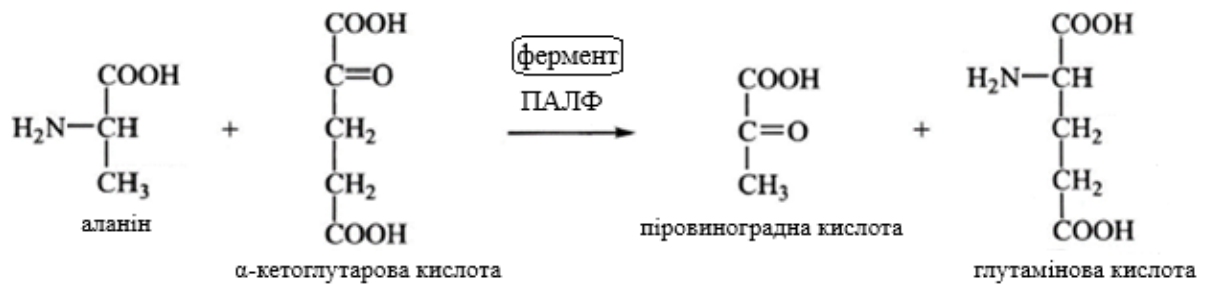 COOH
H₂N—CH
CH₃
аланін
+
COOH
C=O
CH₂
CH₂
COOH
α-кетоглутарова кислота
фермент
ПАЛФ
COOH
C=O
CH₃
піровиноградна кислота
+
COOH
H₂N—CH
CH₂
CH₂
COOH
глутамінова кислота